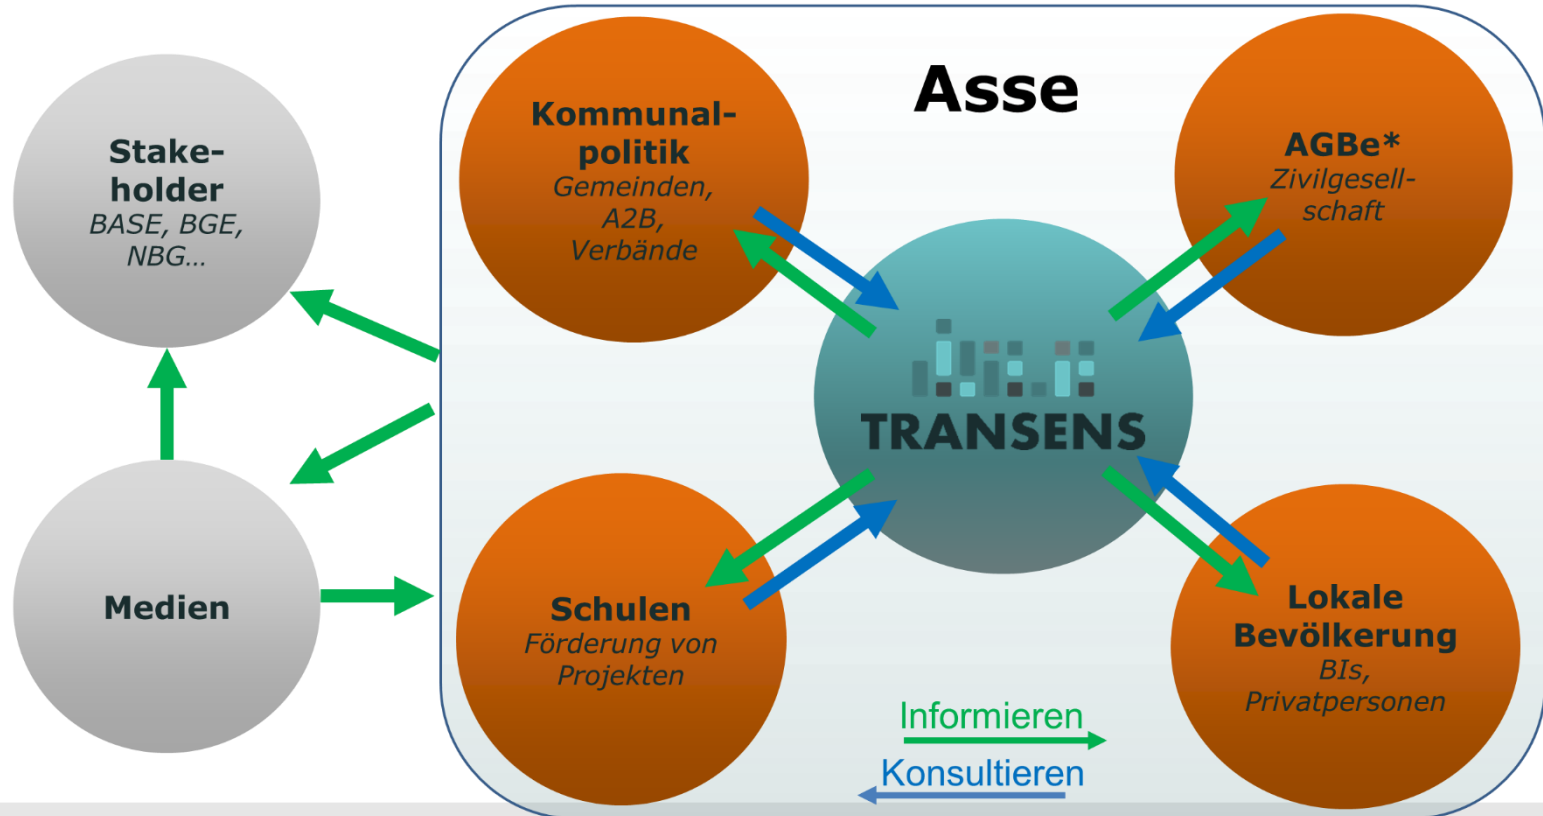 Asse
Stake-
holder
BASE, BGE,
NBG...
Kommunal-
politik
Gemeinden,
A2B,
Verbände
AGBe*
Zivilgesell-
schaft
TRANSENS
Medien
Schulen
Förderung von
Projekten
Lokale
Bevölkerung
BIs,
Privatpersonen
Informieren
Konsultieren